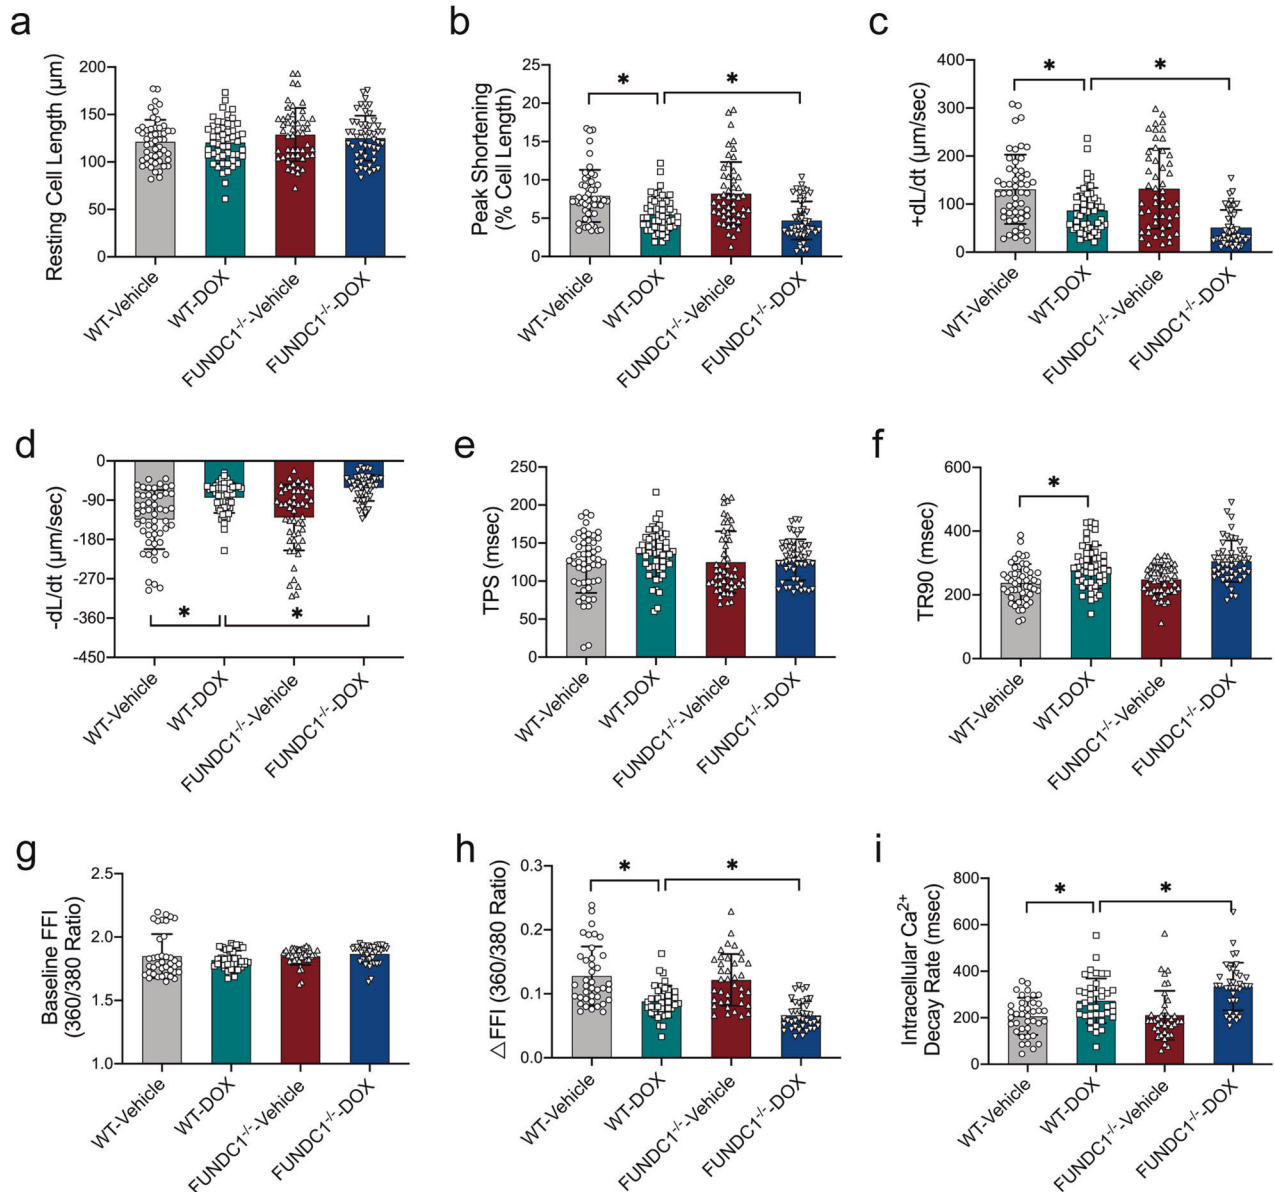 a
Resting Cell Length (μm)
200
150
100
50
0
WT-Vehicle
WT-DOX
FUNDC1-/--Vehicle
FUNDC1-/--DOX
b
Peak Shortening
(% Cell Length)
25
20
15
10
5
0
*
*
WT-Vehicle
WT-DOX
FUNDC1-/--Vehicle
FUNDC1-/--DOX
c
+dL/dt (μm/sec)
400
300
200
100
0
*
*
WT-Vehicle
WT-DOX
FUNDC1-/--Vehicle
FUNDC1-/--DOX
d
-dL/dt (μm/sec)
0
-90
-180
-270
-360
-450
*
*
WT-Vehicle
WT-DOX
FUNDC1-/--Vehicle
FUNDC1-/--DOX
e
TPS (msec)
250
200
150
100
50
0
WT-Vehicle
WT-DOX
FUNDC1-/--Vehicle
FUNDC1-/--DOX
f
TR90 (msec)
600
400
200
0
*
WT-Vehicle
WT-DOX
FUNDC1-/--Vehicle
FUNDC1-/--DOX
g
Baseline FFI
(360/380 Ratio)
2.5
2.0
1.5
1.0
WT-Vehicle
WT-DOX
FUNDC1-/--Vehicle
FUNDC1-/--DOX
h
△FFI (360/380 Ratio)
0.3
0.2
0.1
0.0
*
*
WT-Vehicle
WT-DOX
FUNDC1-/--Vehicle
FUNDC1-/--DOX
i
Intracellular Ca2+
Decay Rate (msec)
800
600
400
200
0
*
*
WT-Vehicle
WT-DOX
FUNDC1-/--Vehicle
FUNDC1-/--DOX